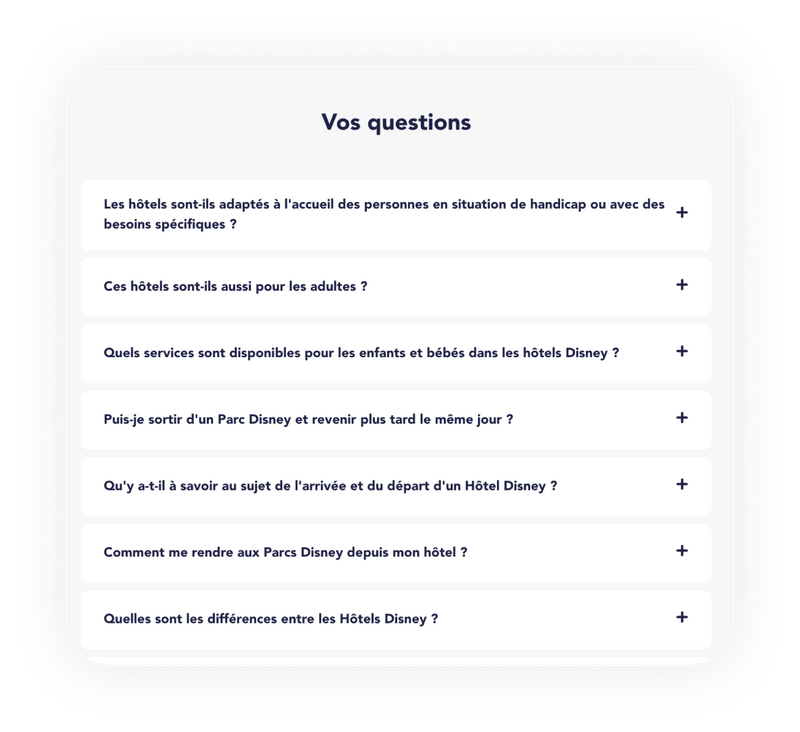 Vos questions
Les hôtels sont-ils adaptés à l'accueil des personnes en situation de handicap ou avec des
besoins spécifiques ?
Ces hôtels sont-ils aussi pour les adultes ?
Quels services sont disponibles pour les enfants et bébés dans les hôtels Disney ?
Puis-je sortir d'un Parc Disney et revenir plus tard le même jour ?
Qu'y a-t-il à savoir au sujet de l'arrivée et du départ d'un Hôtel Disney ?
Comment me rendre aux Parcs Disney depuis mon hôtel ?
Quelles sont les différences entre les Hôtels Disney ?